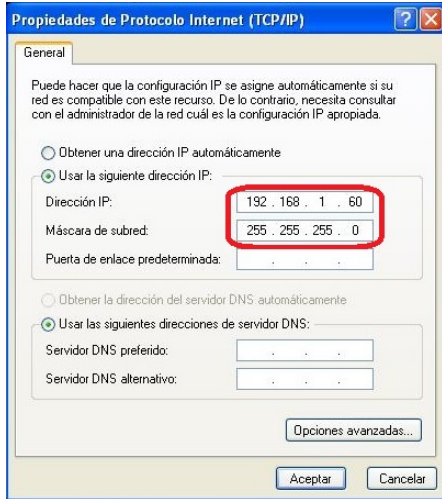 Propiedades de Protocolo Internet (TCP/IP)
General
Puede hacer que la configuración IP se asigne automáticamente si su
red es compatible con este recurso. De lo contrario, necesita consultar
con el administrador de la red cuál es la configuración IP apropiada.
Obtener una dirección IP automáticamente
Usar la siguiente dirección IP:
Dirección IP: 192 . 168 . 1 . 60
Máscara de subred: 255 . 255 . 255 . 0
Puerta de enlace predeterminada: . . .
Obtener la dirección del servidor DNS automáticamente
Usar las siguientes direcciones de servidor DNS:
Servidor DNS preferido: . . .
Servidor DNS alternativo: . . .
Opciones avanzadas...
Aceptar Cancelar